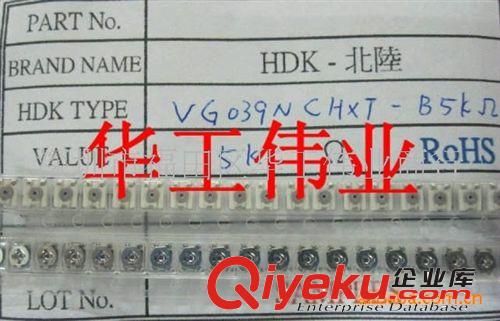 PART No.
BRAND NAME HDK - 北陸
HDK TYPE VG039NCHXT - B5kΩ
VALUE 5k Ω RoHS
华工伟业
Qiyeku.com 企业库
Enterprise Database
LOT No.